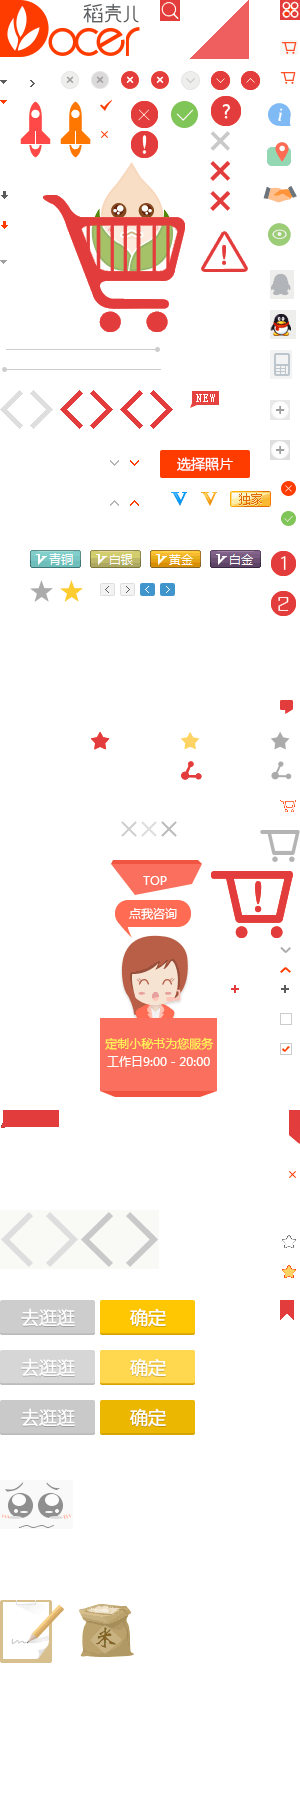 稻壳儿
Docer
NEW
选择照片
独家
V青铜 V白银 V黄金 V白金
1
2
TOP
点我咨询
定制小秘书为您服务
工作日9:00 - 20:00
去逛逛 确定
去逛逛 确定
去逛逛 确定
米